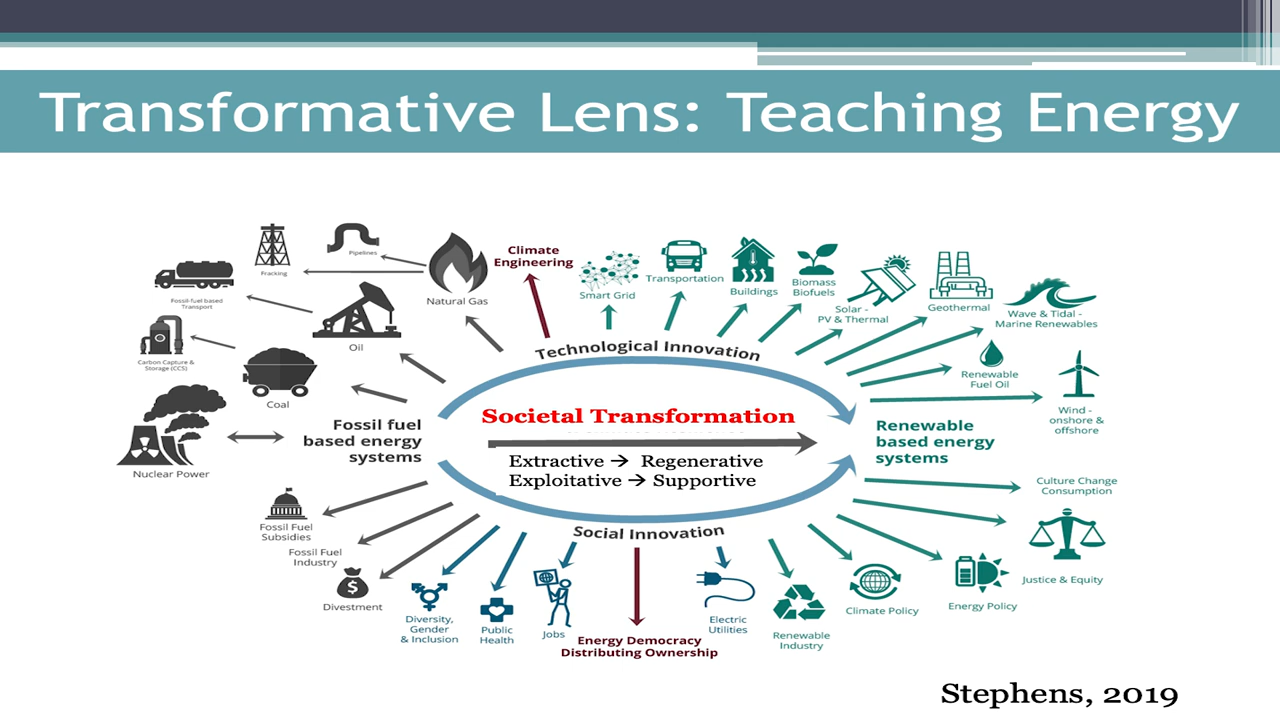 Transformative Lens: Teaching Energy
Pipelines
Fracking
Fossil-fuel based
Transport
Natural Gas
Climate
Engineering
Smart Grid
Transportation
Buildings
Biomass
Biofuels
Solar -
PV & Thermal
Geothermal
Wave & Tidal -
Marine Renewables
Carbon Capture &
Storage (CCS)
Oil
Coal
Technological Innovation
Renewable
Fuel Oil
Wind -
onshore &
offshore
Nuclear Power
Fossil fuel
based energy
systems
Societal Transformation
Extractive → Regenerative
Exploitative → Supportive
Renewable
based energy
systems
Social Innovation
Culture Change
Consumption
Justice & Equity
Fossil Fuel
Subsidies
Fossil Fuel
Industry
$
Divestment
Diversity,
Gender
& Inclusion
Public
Health
Jobs
Energy Democracy
Distributing Ownership
Electric
Utilities
Renewable
Industry
Climate Policy
Energy Policy
Stephens, 2019